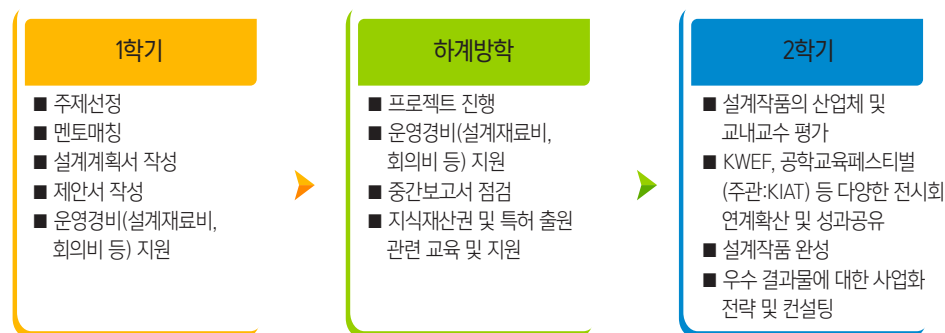 1학기
■ 주제선정
■ 멘토매칭
■ 설계계획서 작성
■ 제안서 작성
■ 운영경비(설계재료비,
회의비 등) 지원
하계방학
■ 프로젝트 진행
■ 운영경비(설계재료비,
회의비 등) 지원
■ 중간보고서 점검
■ 지식재산권 및 특허 출원
관련 교육 및 지원
2학기
■ 설계작품의 산업체 및
교내교수 평가
■ KWEF, 공학교육페스티벌
(주관:KIAT) 등 다양한 전시회
연계확산 및 성과공유
■ 설계작품 완성
■ 우수 결과물에 대한 사업화
전략 및 컨설팅